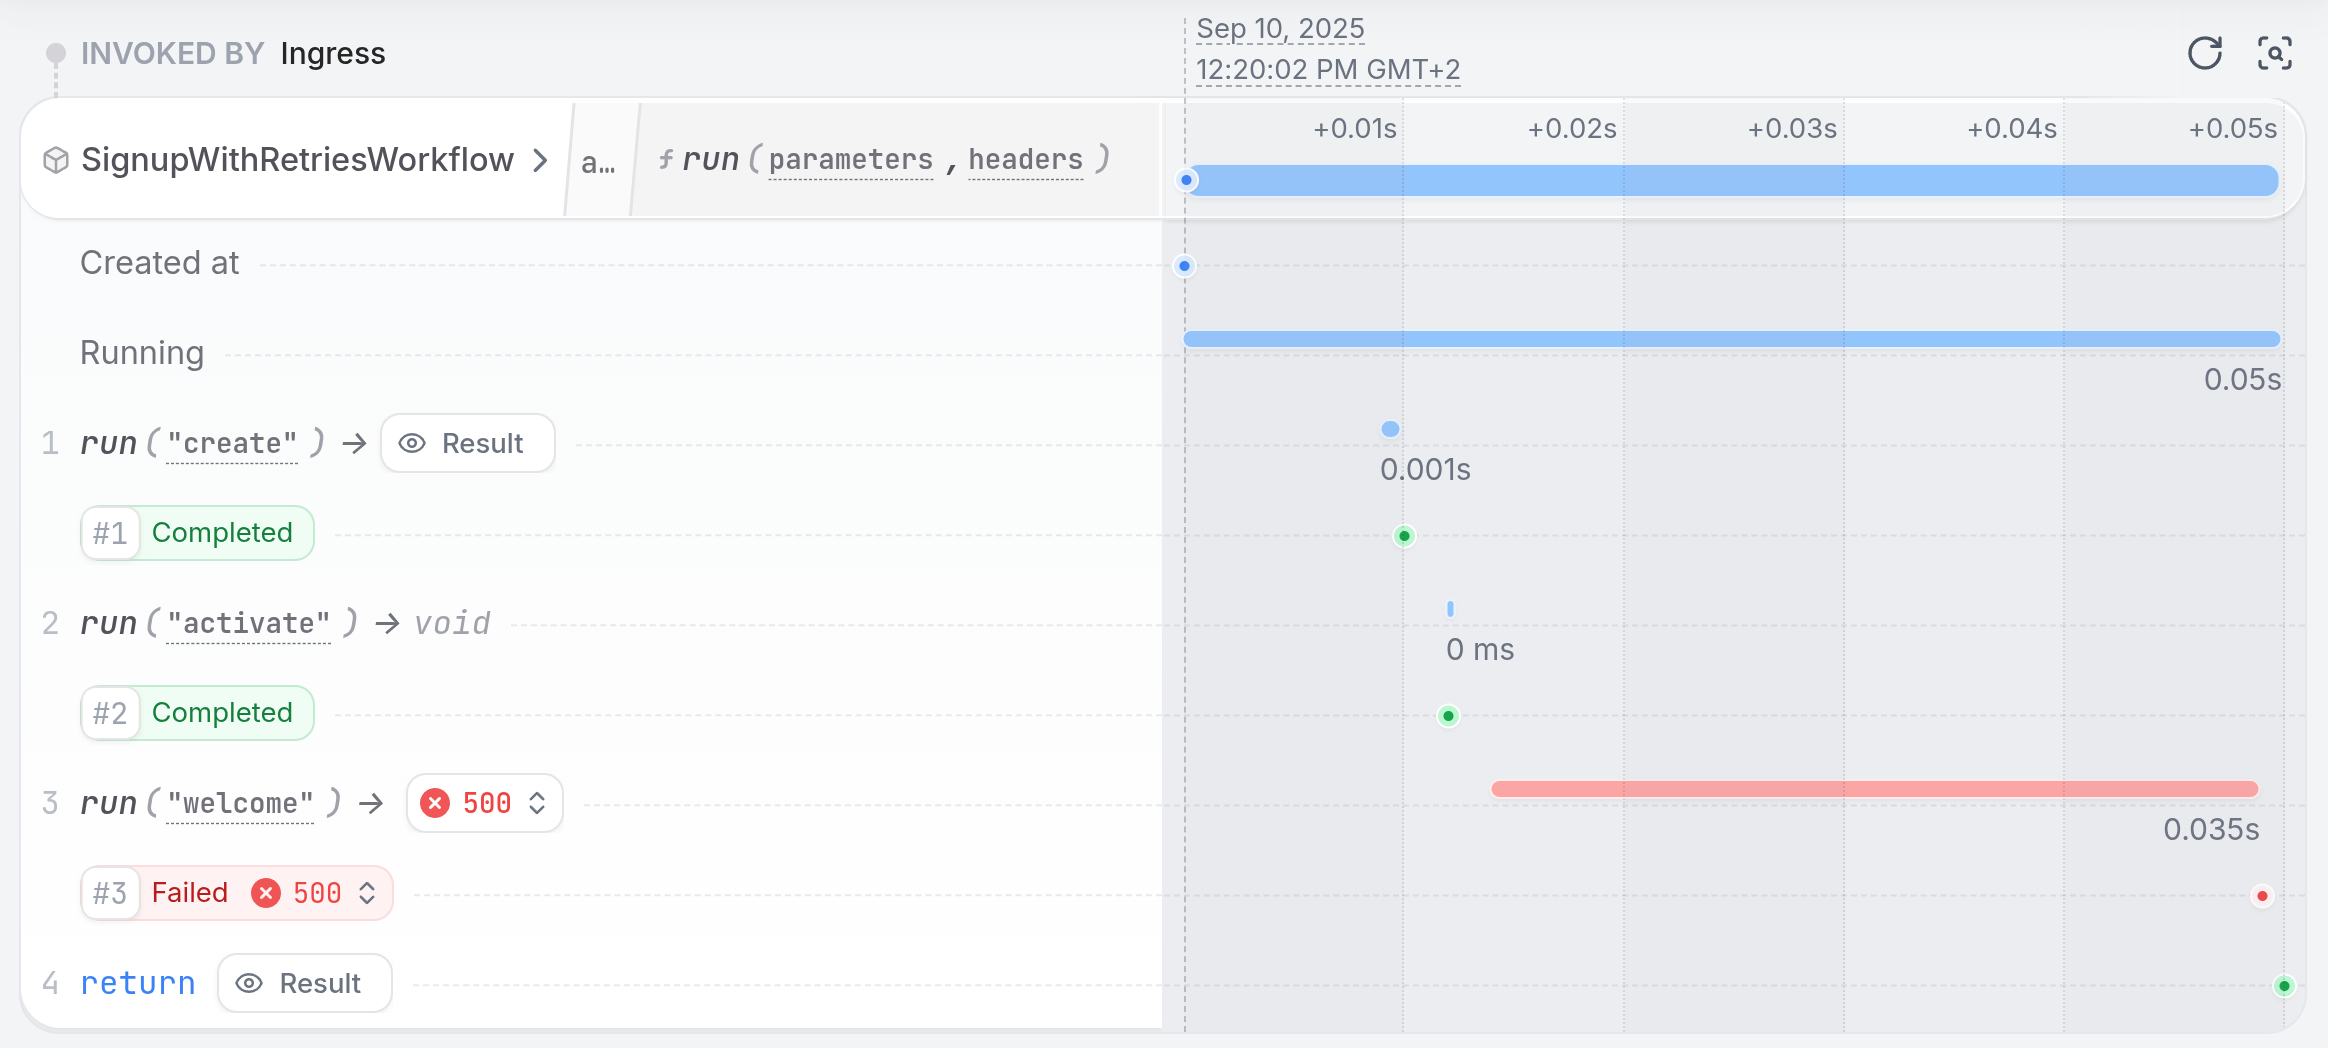 INVOKED BY Ingress
Sep 10, 2025
12:20:02 PM GMT+2
SignupWithRetriesWorkflow a... ƒ run ( parameters , headers )
+0.01s +0.02s +0.03s +0.04s +0.05s
Created at
Running
0.05s
1 run ("create" ) → Result
0.001s
#1 Completed
2 run ("activate" ) → void
0 ms
#2 Completed
3 run ("welcome" ) → 500
0.035s
#3 Failed 500
4 return Result